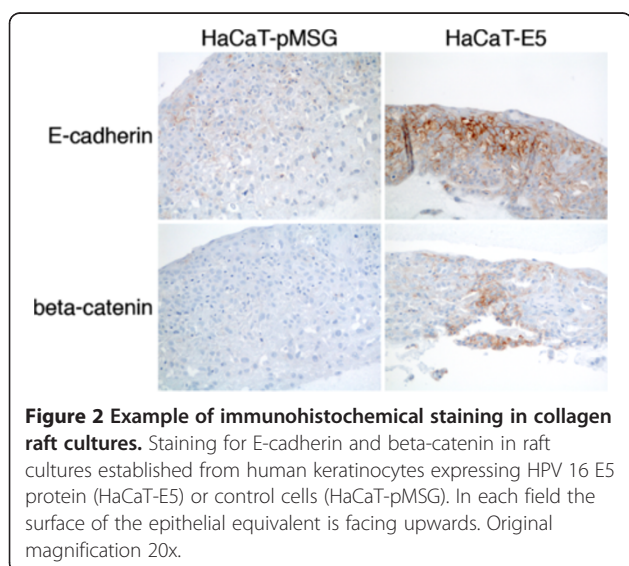 HaCaT-pMSG HaCaT-E5
E-cadherin
beta-catenin
Figure 2 Example of immunohistochemical staining in collagen
raft cultures. Staining for E-cadherin and beta-catenin in raft
cultures established from human keratinocytes expressing HPV 16 E5
protein (HaCaT-E5) or control cells (HaCaT-pMSG). In each field the
surface of the epithelial equivalent is facing upwards. Original
magnification 20x.